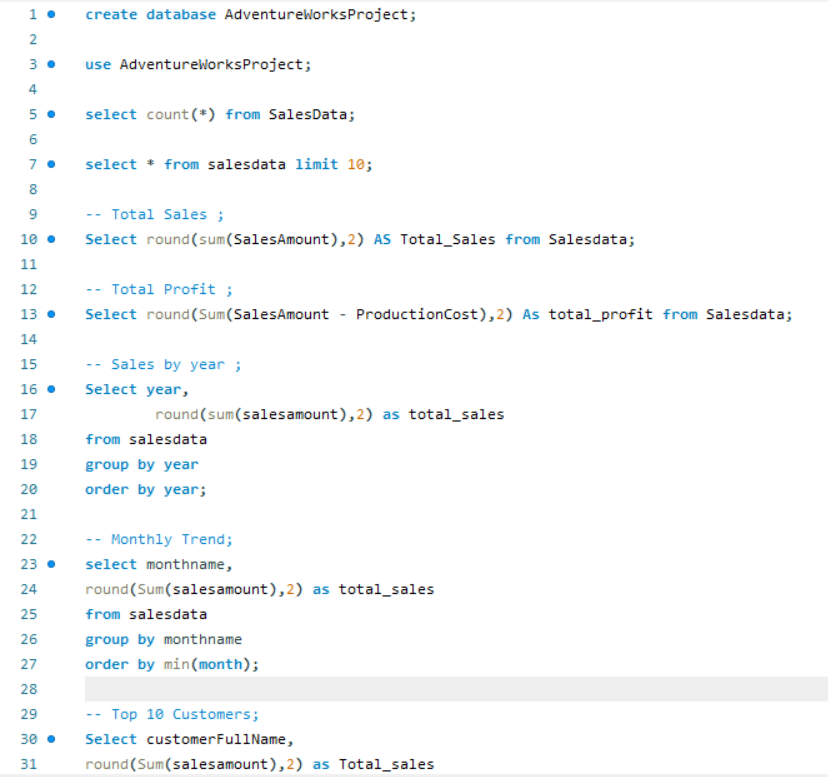 1 create database AdventureWorksProject;
2
3 use AdventureWorksProject;
4
5 select count(*) from SalesData;
6
7 select * from salesdata limit 10;
8
9 -- Total Sales ;
10 Select round(sum(SalesAmount),2) AS Total_Sales from Salesdata;
11
12 -- Total Profit ;
13 Select round(Sum(SalesAmount - ProductionCost),2) As total_profit from Salesdata;
14
15 -- Sales by year ;
16 Select year,
17 round(sum(salesamount),2) as total_sales
18 from salesdata
19 group by year
20 order by year;
21
22 -- Monthly Trend;
23 select monthname,
24 round(Sum(salesamount),2) as total_sales
25 from salesdata
26 group by monthname
27 order by min(month);
28
29 -- Top 10 Customers;
30 Select customerFullName,
31 round(Sum(salesamount),2) as Total_sales